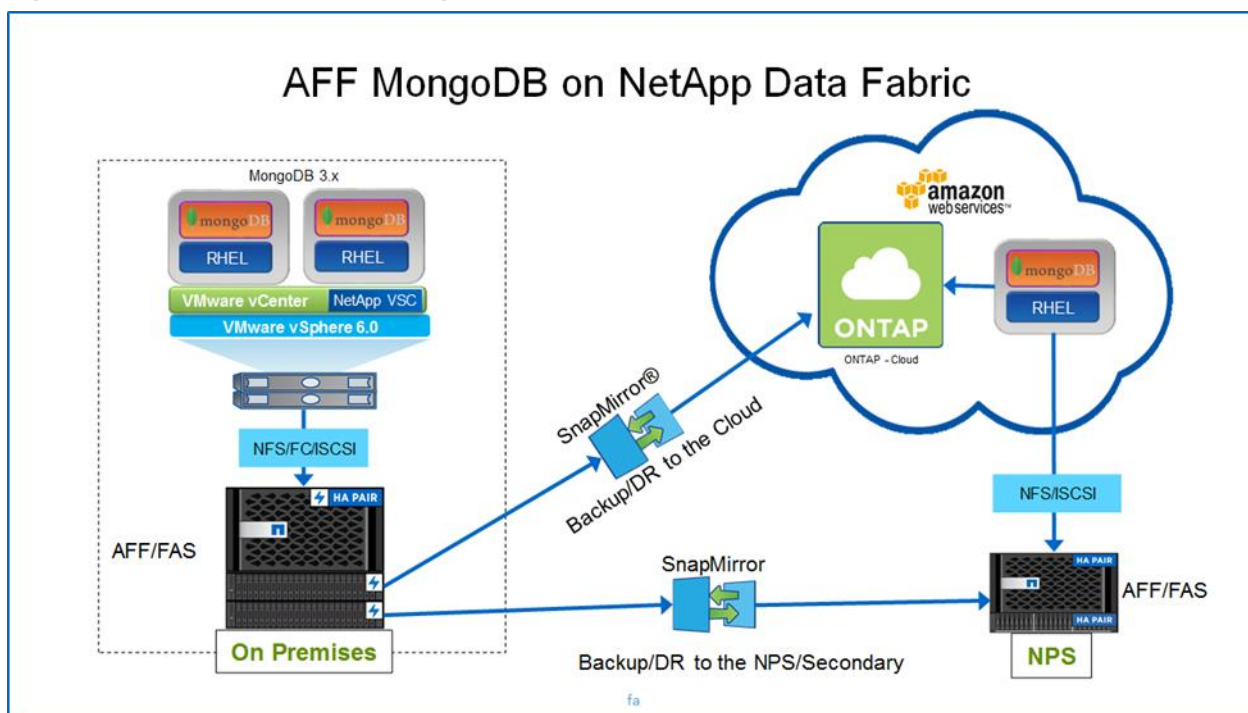 AFF MongoDB on NetApp Data Fabric
MongoDB 3.x
mongoDB
mongoDB
RHEL
RHEL
VMware vCenter
NetApp VSC
VMware vSphere 6.0
NFS/FC/ISCSI
HA PAIR
AFF/FAS
On Premises
SnapMirror®
Backup/DR to the Cloud
SnapMirror
Backup/DR to the NPS/Secondary
amazon
webservices™
ONTAP
ONTAP - Cloud
mongoDB
RHEL
NFS/ISCSI
HA PAIR
HA PAIR
AFF/FAS
NPS
fa